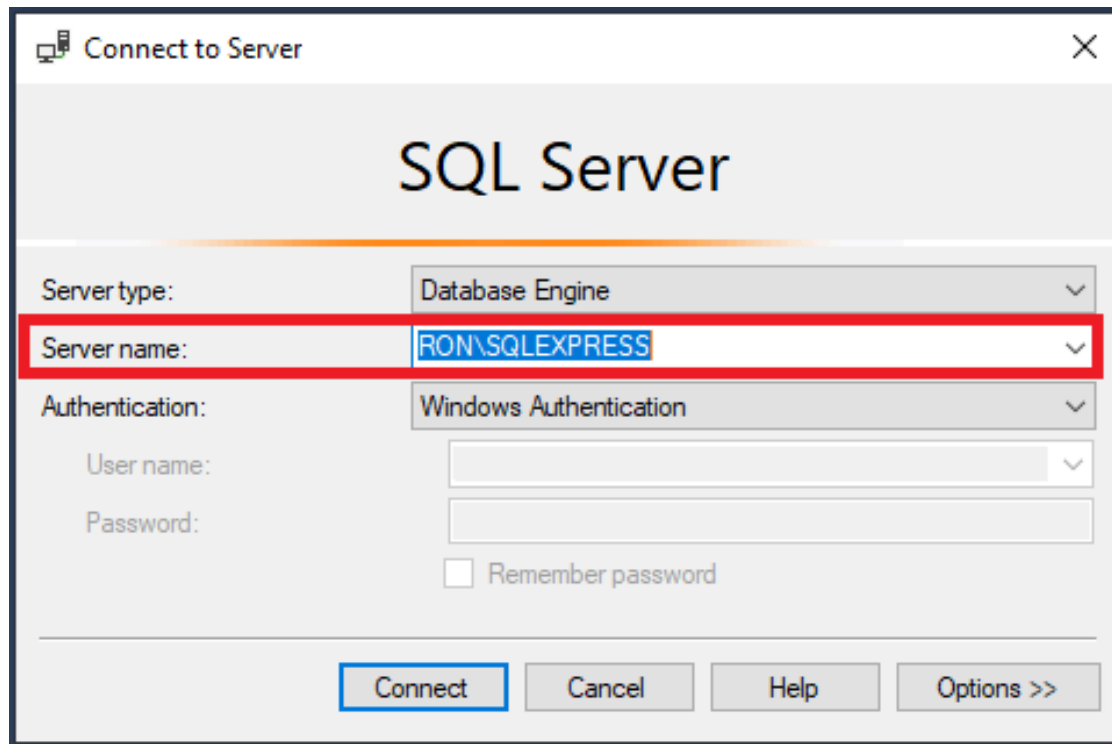 Connect to Server
SQL Server
Server type: Database Engine
Server name: RON\SQLEXPRESS
Authentication: Windows Authentication
User name:
Password:
Remember password
Connect Cancel Help Options >>